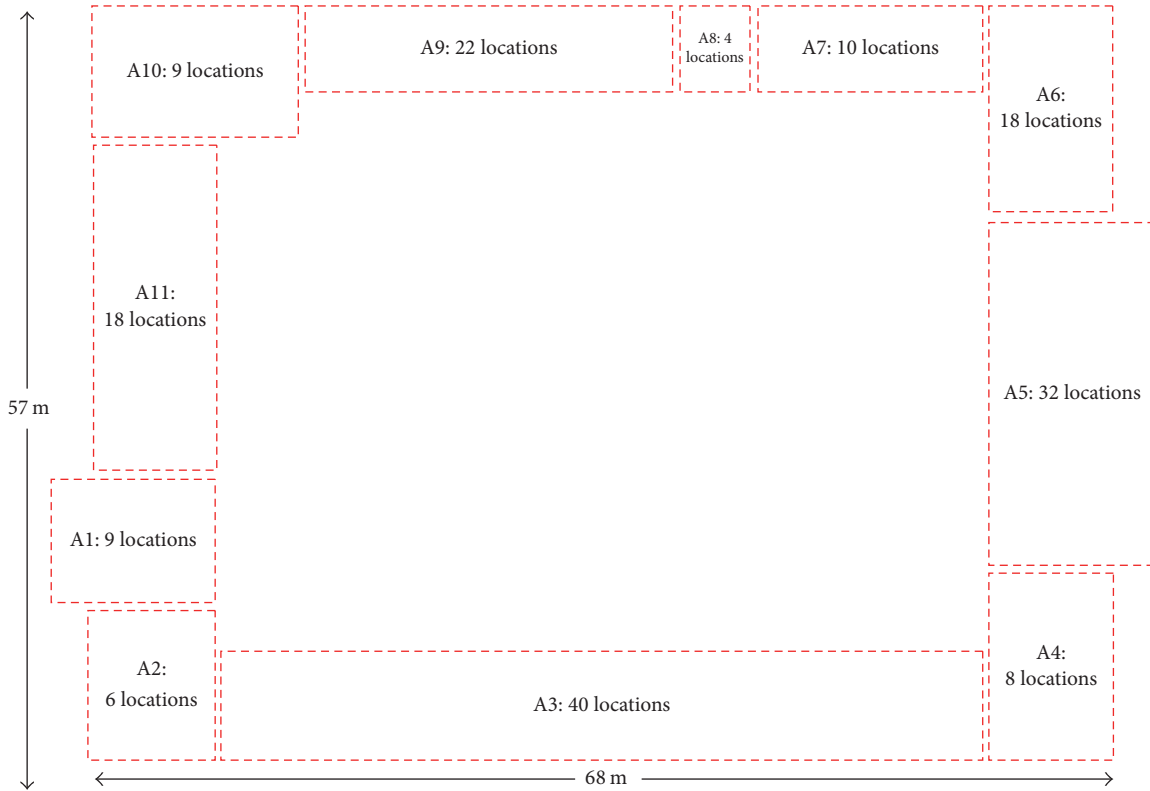 A10: 9 locations
A9: 22 locations
A8: 4
locations
A7: 10 locations
A6:
18 locations
A11:
18 locations
A5: 32 locations
57 m
A1: 9 locations
A2:
6 locations
A3: 40 locations
A4:
8 locations
68 m